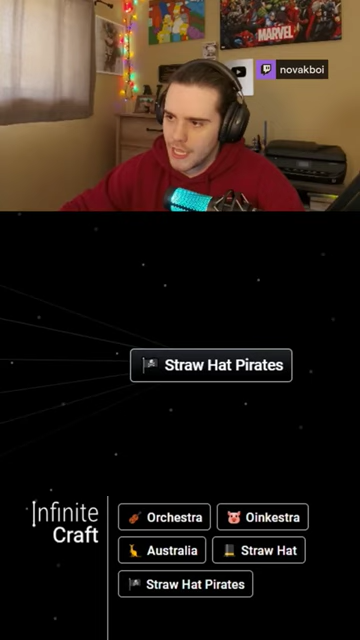 MARVEL
novakboi
Straw Hat Pirates
Infinite
Craft
Orchestra
Oinkestra
Australia
Straw Hat
Straw Hat Pirates